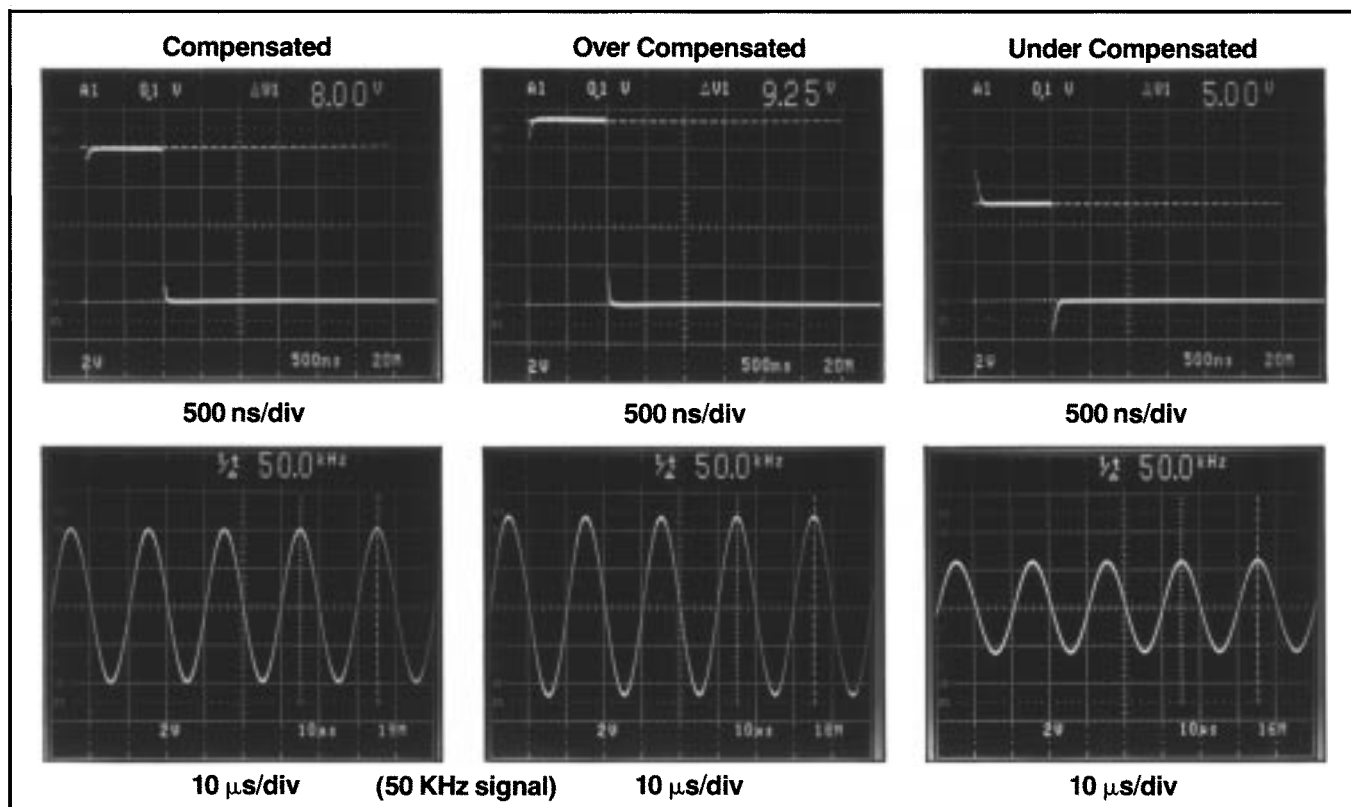 Compensated
Over Compensated
Under Compensated
A1 0,1 V ΔV1 8.00 V
A1 0,1 V ΔV1 9.25 V
A1 0,1 V ΔV1 5.00 V
2V 500ns 20M
2V 500ns 20M
2V 500ns 20M
500 ns/div
500 ns/div
500 ns/div
50.0 kHz
50.0 kHz
50.0 kHz
2V 10μs 19M
2V 10μs 18M
2V 10μs 16M
10 μs/div
(50 KHz signal)
10 μs/div
10 μs/div